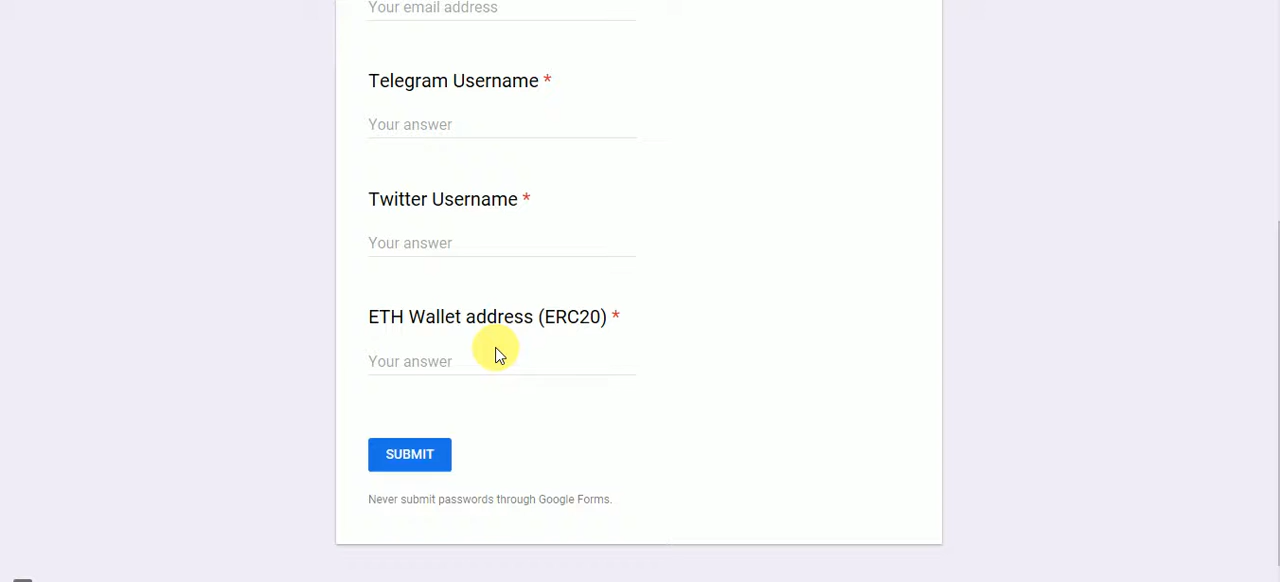 Your email address
Telegram Username *
Your answer
Twitter Username *
Your answer
ETH Wallet address (ERC20) *
Your answer
SUBMIT
Never submit passwords through Google Forms.